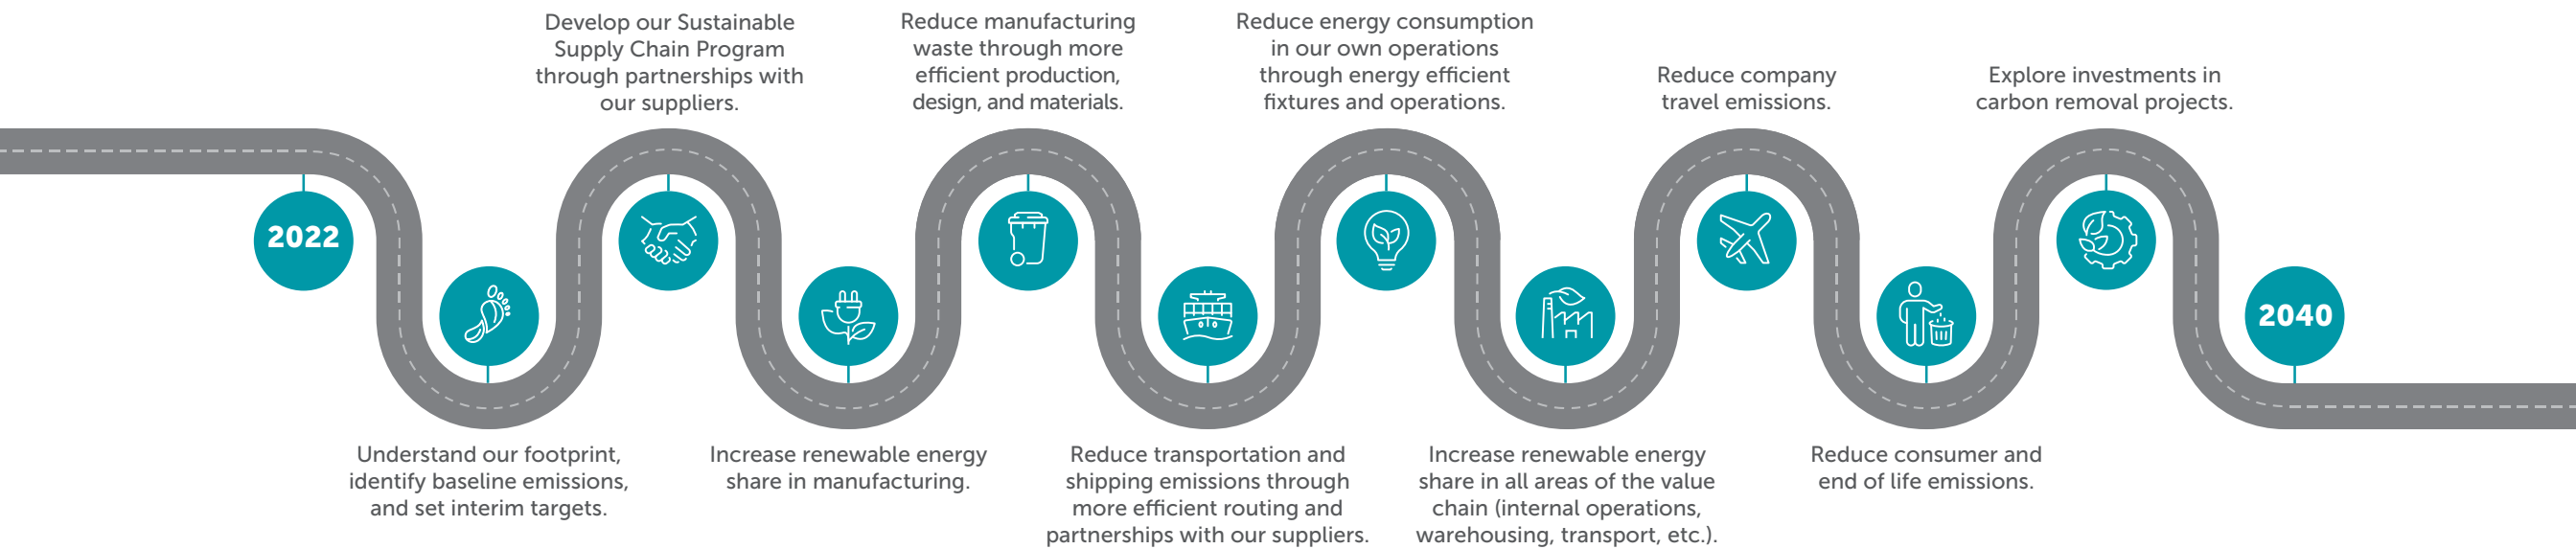 2022
Understand our footprint,
identify baseline emissions,
and set interim targets.
Develop our Sustainable
Supply Chain Program
through partnerships with
our suppliers.
Increase renewable energy
share in manufacturing.
Reduce manufacturing
waste through more
efficient production,
design, and materials.
Reduce transportation and
shipping emissions through
more efficient routing and
partnerships with our suppliers.
Reduce energy consumption
in our own operations
through energy efficient
fixtures and operations.
Increase renewable energy
share in all areas of the value
chain (internal operations,
warehousing, transport, etc.).
Reduce company
travel emissions.
Reduce consumer and
end of life emissions.
Explore investments in
carbon removal projects.
2040